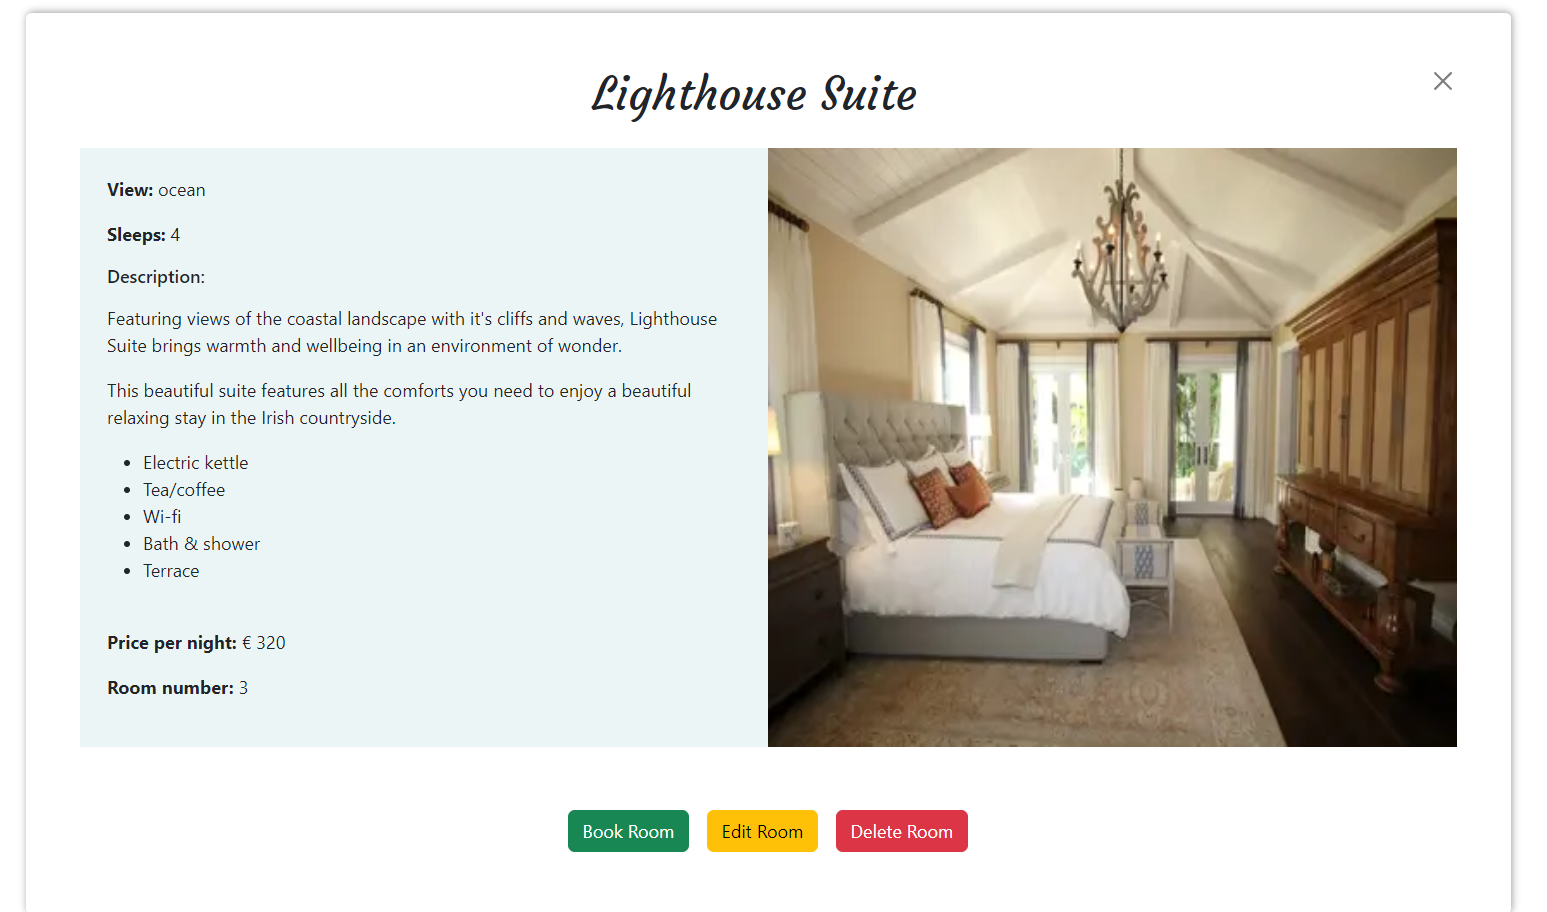 Lighthouse Suite
View: ocean
Sleeps: 4
Description:
Featuring views of the coastal landscape with it's cliffs and waves, Lighthouse
Suite brings warmth and wellbeing in an environment of wonder.
This beautiful suite features all the comforts you need to enjoy a beautiful
relaxing stay in the Irish countryside.
• Electric kettle
• Tea/coffee
• Wi-fi
• Bath & shower
• Terrace
Price per night: € 320
Room number: 3
Book Room
Edit Room
Delete Room